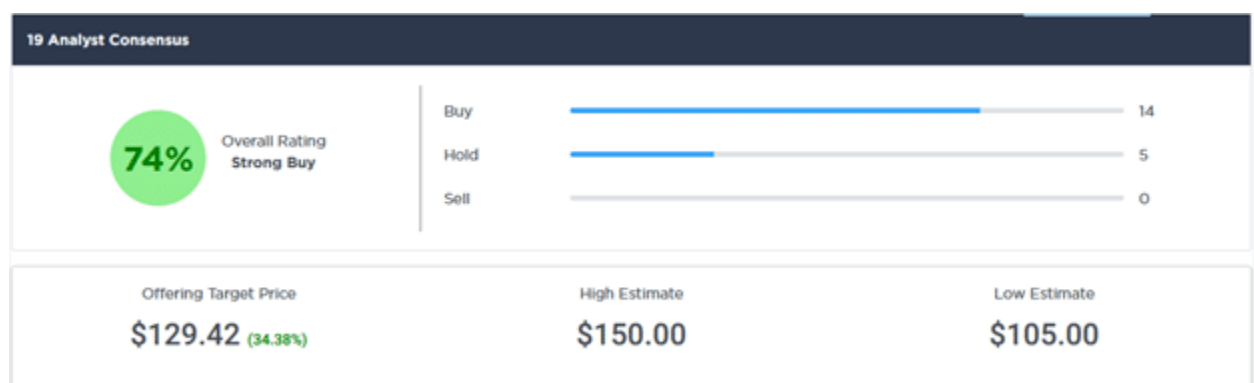 19 Analyst Consensus
74%
Overall Rating
Strong Buy
Buy 14
Hold 5
Sell 0
Offering Target Price High Estimate Low Estimate
$129.42 (34.38%) $150.00 $105.00